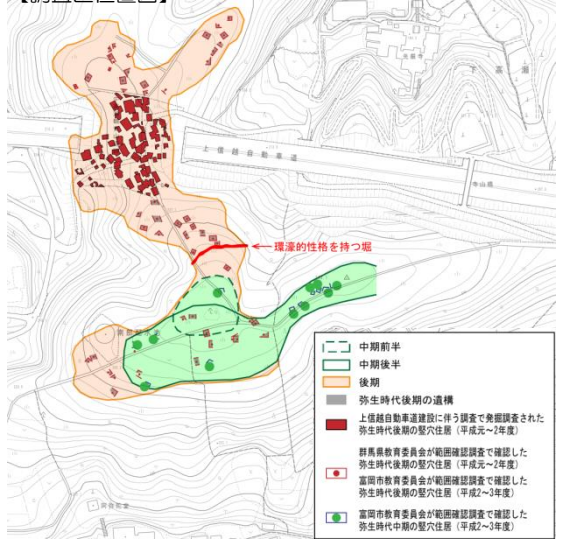 上信越自動車道
下高瀬
←環濠的性格を持つ堀
中期前半
中期後半
後期
弥生時代後期の遺構
上信越自動車道建設に伴う調査で発掘調査された
弥生時代後期の竪穴住居（平成元～2年度）
群馬県教育委員会が範囲確認調査で確認した
弥生時代後期の竪穴住居（平成元～2年度）
富岡市教育委員会が範囲確認調査で確認した
弥生時代後期の竪穴住居（平成2～3年度）
富岡市教育委員会が範囲確認調査で確認した
弥生時代中期の竪穴住居（平成2～3年度）